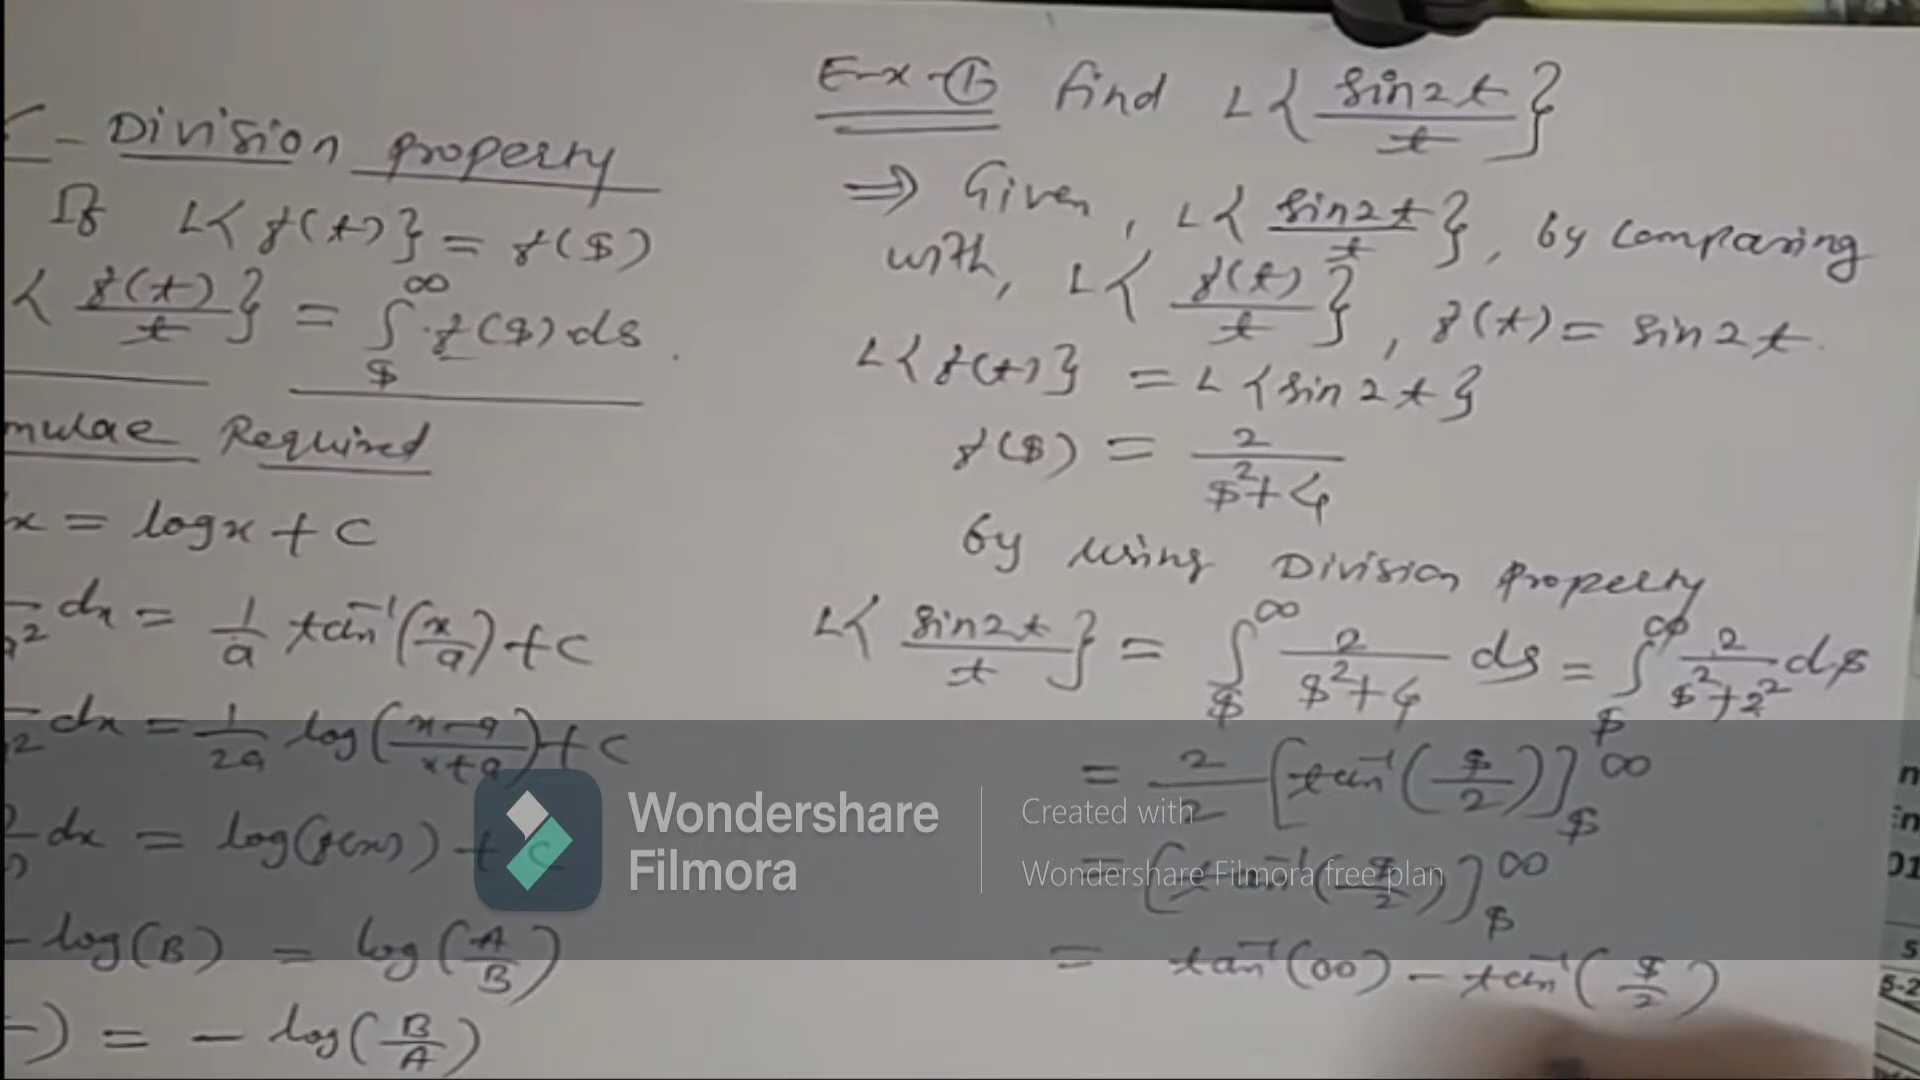 - Division property
If L{f(t)} = f(s)
{f(t)/t} = ∫_s^∞ f(s) ds.
mulae Required
x = log x + c
dx = 1/a tan⁻¹(x/a) + c
dx = 1/2a log(x-a/x+a) + c
dx = log(f(x)) + c
- log(B) = log(A/B)
) = - log(B/A)
Ex-① find L{sin2t/t}
⇒ Given, L{sin2t/t}, by comparing
with, L{f(t)/t}, f(t) = sin2t.
L{f(t)} = L{sin2t}
f(s) = 2/s²+4
by using Division Property
L{sin2t/t} = ∫_s^∞ 2/s²+4 ds = ∫_s^∞ 2/s²+2² ds
= 2/2 [tan⁻¹(s/2)]_s^∞
= [tan⁻¹(s/2)]_s^∞
= tan⁻¹(∞) - tan⁻¹(s/2)
Wondershare
Filmora
Created with
Wondershare Filmora free plan